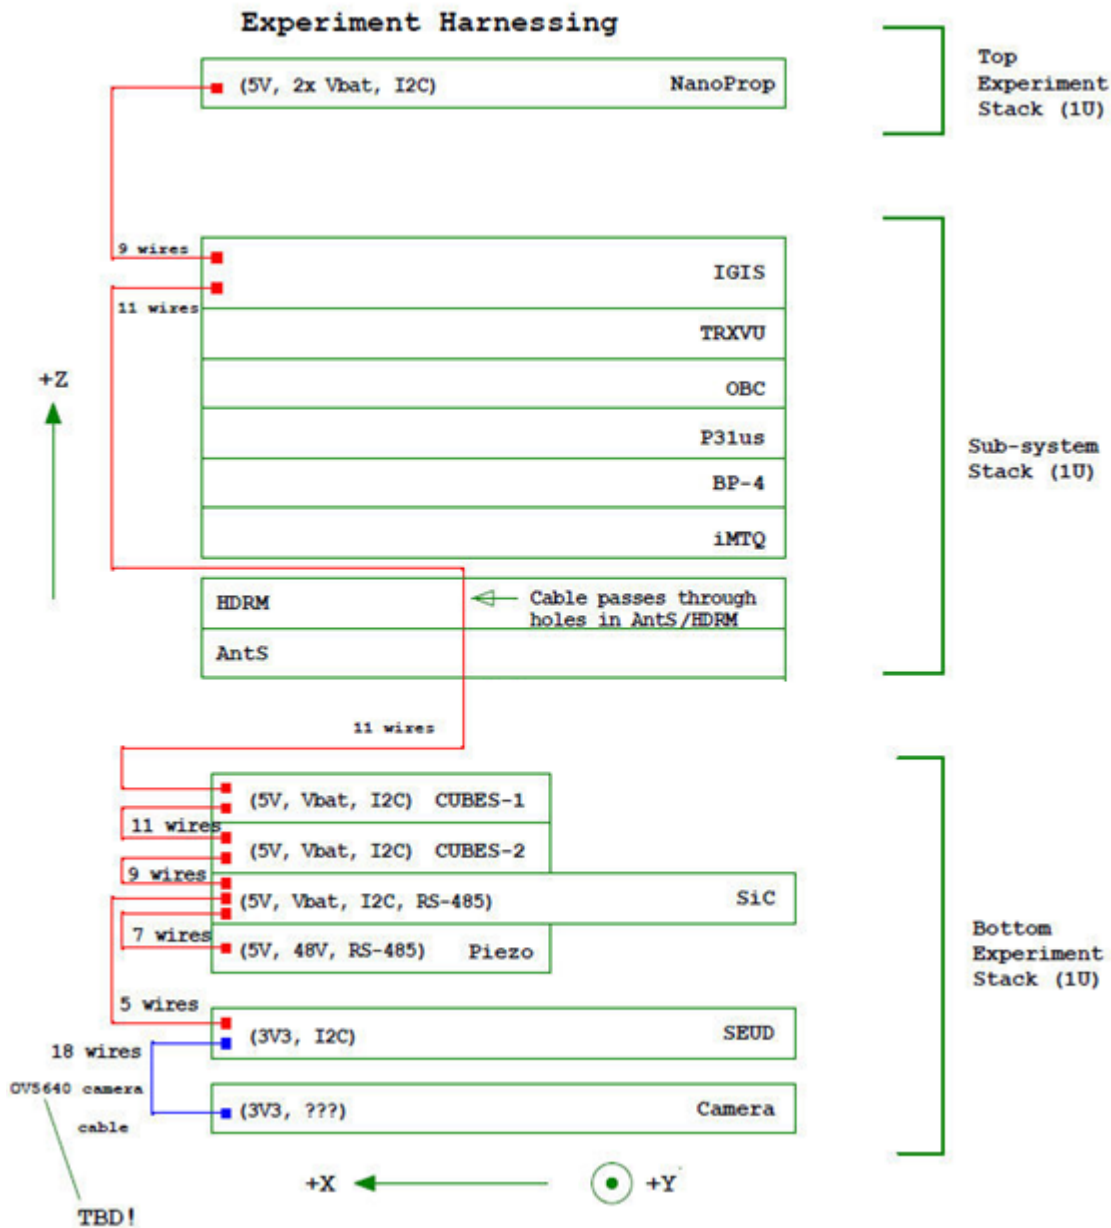 Experiment Harnessing
(5V, 2x Vbat, I2C) NanoProp
Top
Experiment
Stack (1U)
9 wires
IGIS
11 wires
TRXVU
+Z
OBC
P31us
Sub-system
Stack (1U)
BP-4
iMTQ
HDRM
Cable passes through
holes in AntS/HDRM
AntS
11 wires
(5V, Vbat, I2C) CUBES-1
11 wires
(5V, Vbat, I2C) CUBES-2
9 wires
(5V, Vbat, I2C, RS-485) SiC
7 wires
(5V, 48V, RS-485) Piezo
Bottom
Experiment
Stack (1U)
5 wires
(3V3, I2C) SEUD
18 wires
OV5640 camera
cable
(3V3, ???) Camera
+X
+Y
TBD!